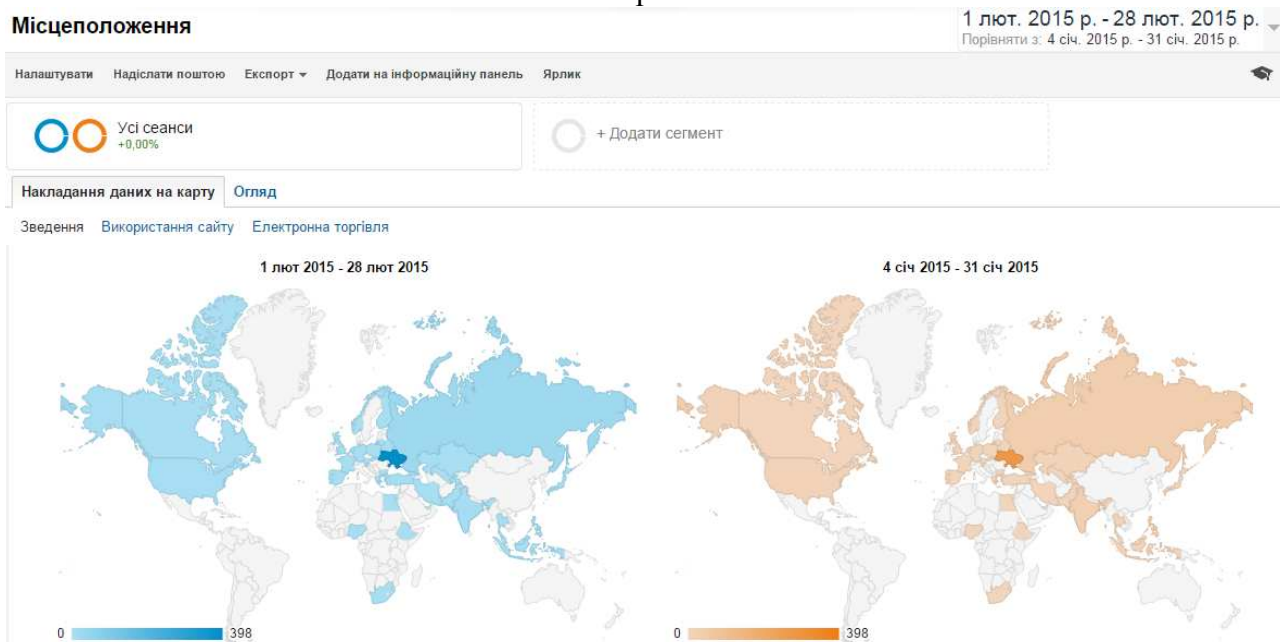 Місцеположення
1 лют. 2015 р. - 28 лют. 2015 р.
Порівняти з: 4 січ. 2015 р. - 31 січ. 2015 р.
Налаштувати Надіслати поштою Експорт Додати на інформаційну панель Ярлик
Усі сеанси
+0,00%
+ Додати сегмент
Накладання даних на карту Огляд
Зведення Використання сайту Електронна торгівля
1 лют 2015 - 28 лют 2015
4 січ 2015 - 31 січ 2015
0 398
0 398